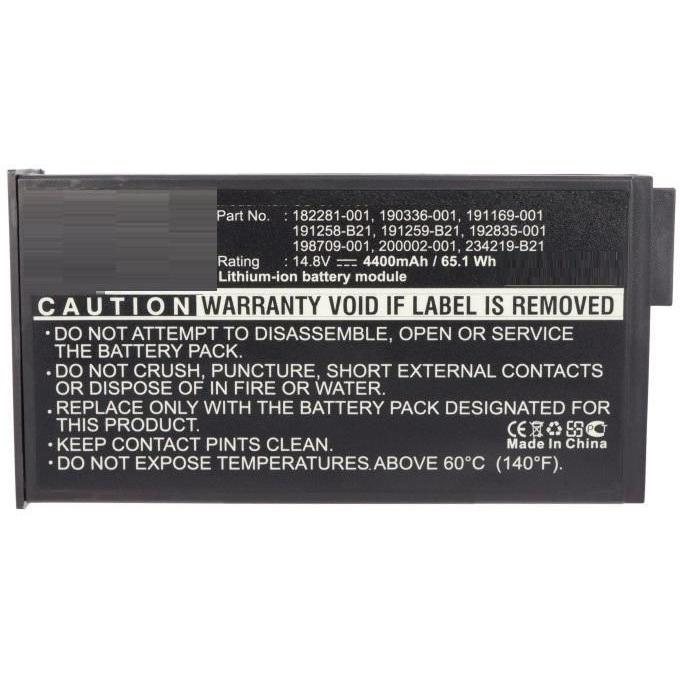 Part No. : 182281-001, 190336-001, 191169-001
191258-B21, 191259-B21, 192835-001
198709-001, 200002-001, 234219-B21
Rating : 14.8V 4400mAh / 65.1 Wh
Lithium-ion battery module
CAUTION WARRANTY VOID IF LABEL IS REMOVED
· DO NOT ATTEMPT TO DISASSEMBLE, OPEN OR SERVICE
THE BATTERY PACK.
· DO NOT CRUSH, PUNCTURE, SHORT EXTERNAL CONTACTS
OR DISPOSE OF IN FIRE OR WATER.
· REPLACE ONLY WITH THE BATTERY PACK DESIGNATED FOR
THIS PRODUCT.
· KEEP CONTACT PINTS CLEAN.
· DO NOT EXPOSE TEMPERATURES.ABOVE 60°C (140°F).
CE PC
Made In China